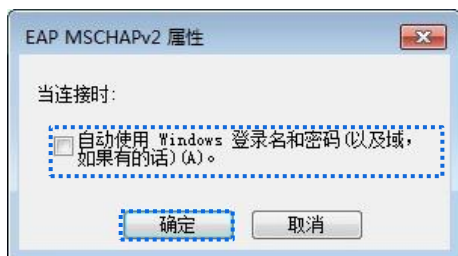 EAP MSCHAPv2 属性
当连接时:
自动使用 Windows 登录名和密码(以及域,
如果有的话)(A)。
确定 取消